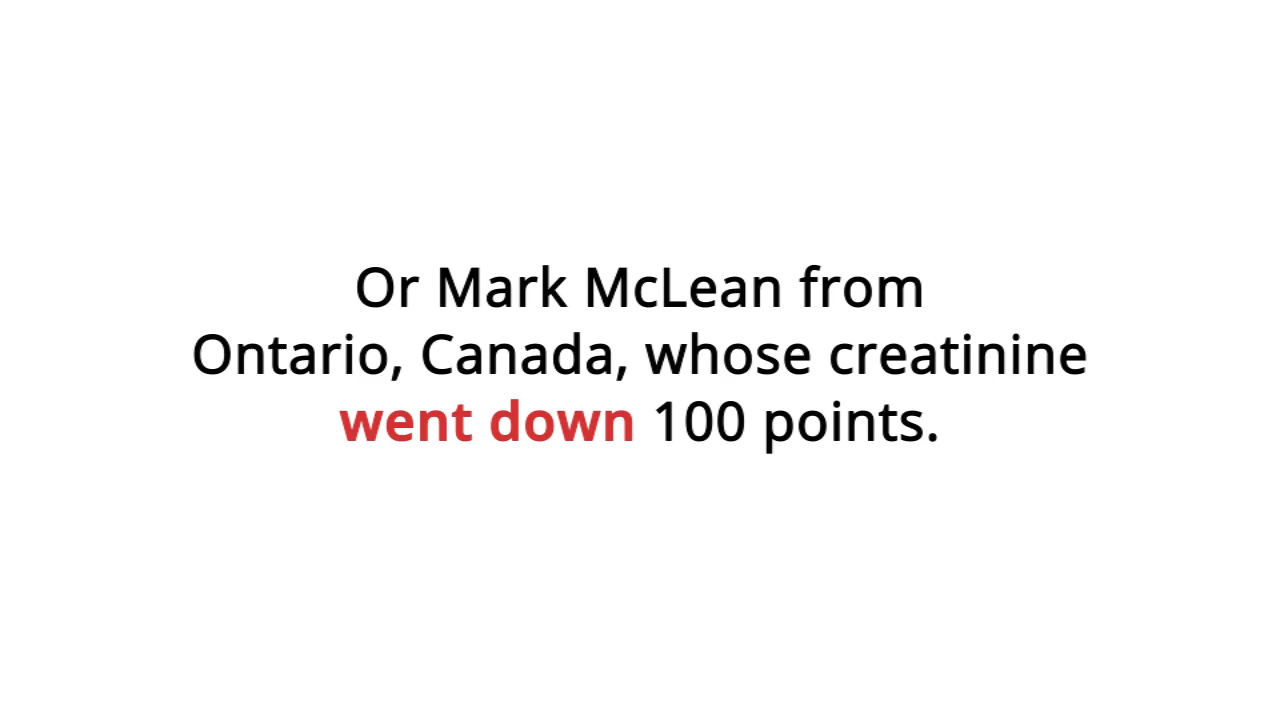 Or Mark McLean from
Ontario, Canada, whose creatinine
went down 100 points.